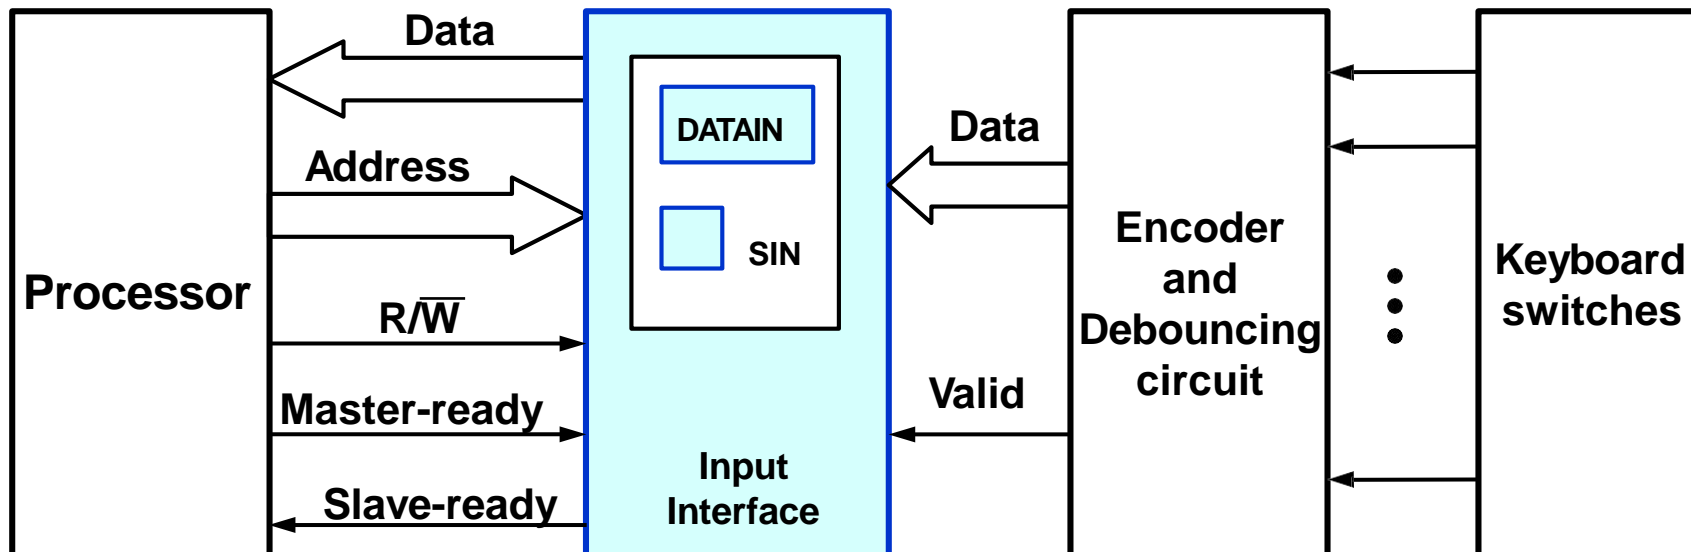 Processor
Data
Address
R/W̅
Master-ready
Slave-ready
DATAIN
SIN
Input
Interface
Data
Valid
Encoder
and
Debouncing
circuit
Keyboard
switches